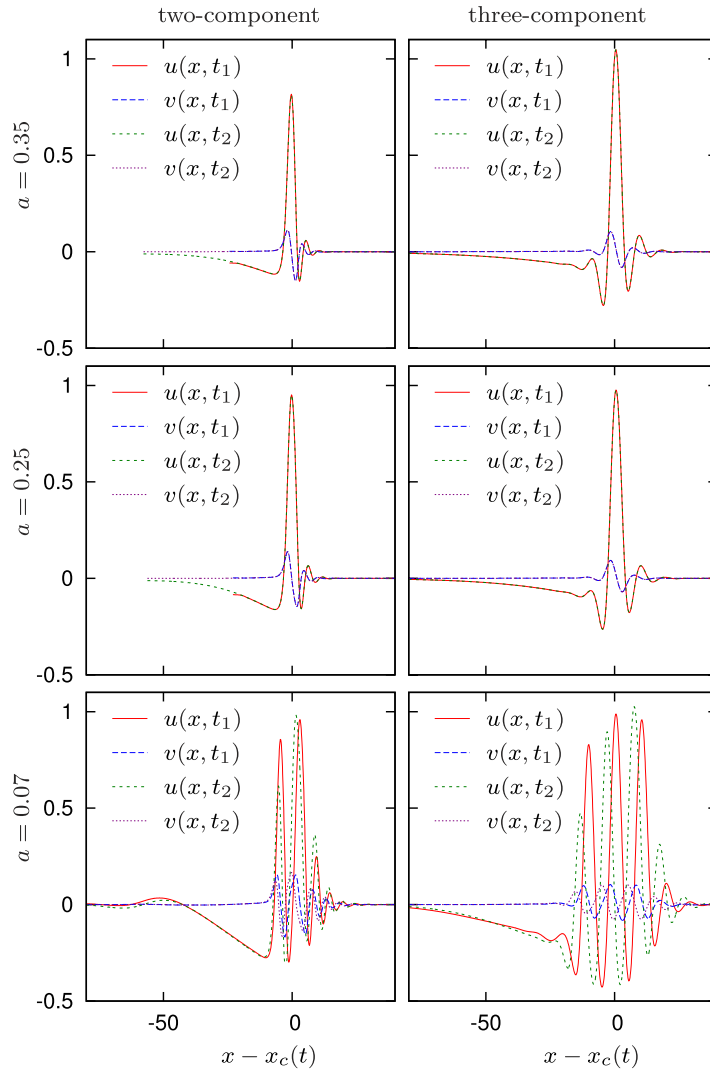 two-component three-component
a = 0.35
1
0.5
0
-0.5
u(x, t₁)
v(x, t₁)
u(x, t₂)
v(x, t₂)
u(x, t₁)
v(x, t₁)
u(x, t₂)
v(x, t₂)
a = 0.25
1
0.5
0
-0.5
u(x, t₁)
v(x, t₁)
u(x, t₂)
v(x, t₂)
u(x, t₁)
v(x, t₁)
u(x, t₂)
v(x, t₂)
a = 0.07
1
0.5
0
-0.5
u(x, t₁)
v(x, t₁)
u(x, t₂)
v(x, t₂)
u(x, t₁)
v(x, t₁)
u(x, t₂)
v(x, t₂)
-50 0 -50 0
x − x_c(t) x − x_c(t)